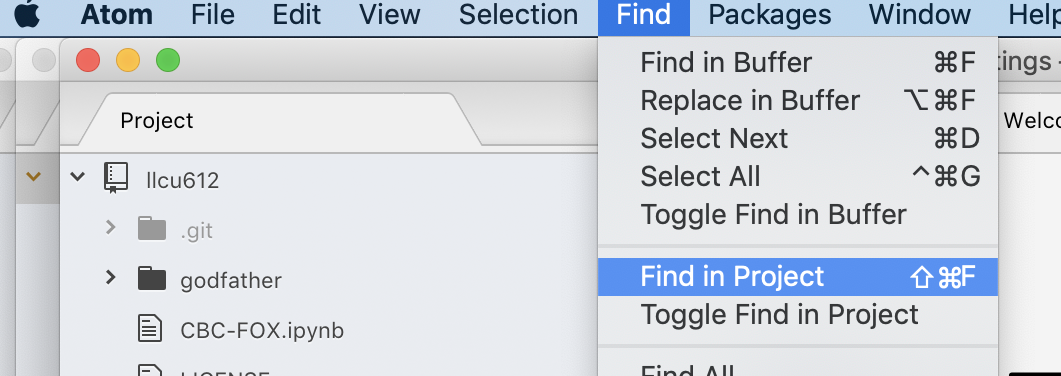 Atom File Edit View Selection Find Packages Window Help
Find in Buffer ⌘F
Replace in Buffer ⌥⌘F
Select Next ⌘D
Select All ^⌘G
Toggle Find in Buffer
Find in Project ⇧⌘F
Toggle Find in Project
Find All
Project
llcu612
.git
godfather
CBC-FOX.ipynb
LICENSE